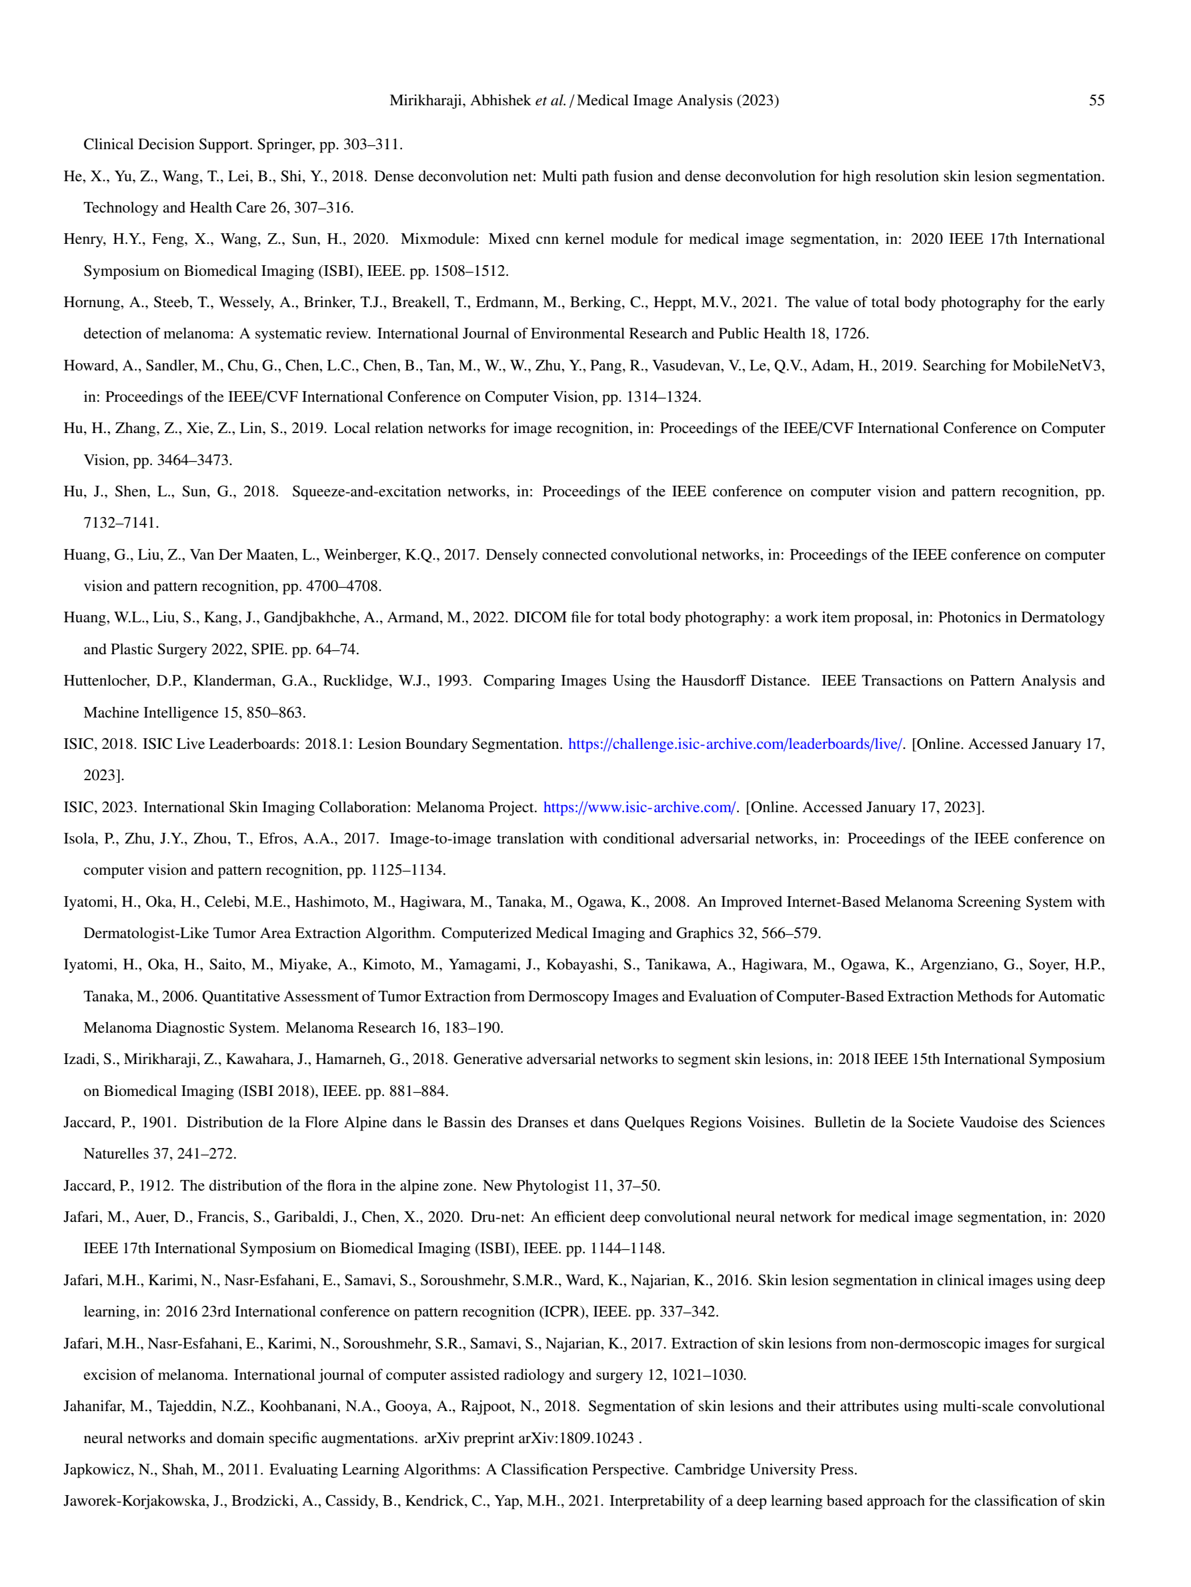 Mirikharaji, Abhishek et al. / Medical Image Analysis (2023) 55
Clinical Decision Support. Springer, pp. 303–311.
He, X., Yu, Z., Wang, T., Lei, B., Shi, Y., 2018. Dense deconvolution net: Multi path fusion and dense deconvolution for high resolution skin lesion segmentation.
Technology and Health Care 26, 307–316.
Henry, H.Y., Feng, X., Wang, Z., Sun, H., 2020. Mixmodule: Mixed cnn kernel module for medical image segmentation, in: 2020 IEEE 17th International
Symposium on Biomedical Imaging (ISBI), IEEE. pp. 1508–1512.
Hornung, A., Steeb, T., Wessely, A., Brinker, T.J., Breakell, T., Erdmann, M., Berking, C., Heppt, M.V., 2021. The value of total body photography for the early
detection of melanoma: A systematic review. International Journal of Environmental Research and Public Health 18, 1726.
Howard, A., Sandler, M., Chu, G., Chen, L.C., Chen, B., Tan, M., W., W., Zhu, Y., Pang, R., Vasudevan, V., Le, Q.V., Adam, H., 2019. Searching for MobileNetV3,
in: Proceedings of the IEEE/CVF International Conference on Computer Vision, pp. 1314–1324.
Hu, H., Zhang, Z., Xie, Z., Lin, S., 2019. Local relation networks for image recognition, in: Proceedings of the IEEE/CVF International Conference on Computer
Vision, pp. 3464–3473.
Hu, J., Shen, L., Sun, G., 2018. Squeeze-and-excitation networks, in: Proceedings of the IEEE conference on computer vision and pattern recognition, pp.
7132–7141.
Huang, G., Liu, Z., Van Der Maaten, L., Weinberger, K.Q., 2017. Densely connected convolutional networks, in: Proceedings of the IEEE conference on computer
vision and pattern recognition, pp. 4700–4708.
Huang, W.L., Liu, S., Kang, J., Gandjbakhche, A., Armand, M., 2022. DICOM file for total body photography: a work item proposal, in: Photonics in Dermatology
and Plastic Surgery 2022, SPIE. pp. 64–74.
Huttenlocher, D.P., Klanderman, G.A., Rucklidge, W.J., 1993. Comparing Images Using the Hausdorff Distance. IEEE Transactions on Pattern Analysis and
Machine Intelligence 15, 850–863.
ISIC, 2018. ISIC Live Leaderboards: 2018.1: Lesion Boundary Segmentation. https://challenge.isic-archive.com/leaderboards/live/. [Online. Accessed January 17,
2023].
ISIC, 2023. International Skin Imaging Collaboration: Melanoma Project. https://www.isic-archive.com/. [Online. Accessed January 17, 2023].
Isola, P., Zhu, J.Y., Zhou, T., Efros, A.A., 2017. Image-to-image translation with conditional adversarial networks, in: Proceedings of the IEEE conference on
computer vision and pattern recognition, pp. 1125–1134.
Iyatomi, H., Oka, H., Celebi, M.E., Hashimoto, M., Hagiwara, M., Tanaka, M., Ogawa, K., 2008. An Improved Internet-Based Melanoma Screening System with
Dermatologist-Like Tumor Area Extraction Algorithm. Computerized Medical Imaging and Graphics 32, 566–579.
Iyatomi, H., Oka, H., Saito, M., Miyake, A., Kimoto, M., Yamagami, J., Kobayashi, S., Tanikawa, A., Hagiwara, M., Ogawa, K., Argenziano, G., Soyer, H.P.,
Tanaka, M., 2006. Quantitative Assessment of Tumor Extraction from Dermoscopy Images and Evaluation of Computer-Based Extraction Methods for Automatic
Melanoma Diagnostic System. Melanoma Research 16, 183–190.
Izadi, S., Mirikharaji, Z., Kawahara, J., Hamarneh, G., 2018. Generative adversarial networks to segment skin lesions, in: 2018 IEEE 15th International Symposium
on Biomedical Imaging (ISBI 2018), IEEE. pp. 881–884.
Jaccard, P., 1901. Distribution de la Flore Alpine dans le Bassin des Dranses et dans Quelques Regions Voisines. Bulletin de la Societe Vaudoise des Sciences
Naturelles 37, 241–272.
Jaccard, P., 1912. The distribution of the flora in the alpine zone. New Phytologist 11, 37–50.
Jafari, M., Auer, D., Francis, S., Garibaldi, J., Chen, X., 2020. Dru-net: An efficient deep convolutional neural network for medical image segmentation, in: 2020
IEEE 17th International Symposium on Biomedical Imaging (ISBI), IEEE. pp. 1144–1148.
Jafari, M.H., Karimi, N., Nasr-Esfahani, E., Samavi, S., Soroushmehr, S.M.R., Ward, K., Najarian, K., 2016. Skin lesion segmentation in clinical images using deep
learning, in: 2016 23rd International conference on pattern recognition (ICPR), IEEE. pp. 337–342.
Jafari, M.H., Nasr-Esfahani, E., Karimi, N., Soroushmehr, S.R., Samavi, S., Najarian, K., 2017. Extraction of skin lesions from non-dermoscopic images for surgical
excision of melanoma. International journal of computer assisted radiology and surgery 12, 1021–1030.
Jahanifar, M., Tajeddin, N.Z., Koohbanani, N.A., Gooya, A., Rajpoot, N., 2018. Segmentation of skin lesions and their attributes using multi-scale convolutional
neural networks and domain specific augmentations. arXiv preprint arXiv:1809.10243 .
Japkowicz, N., Shah, M., 2011. Evaluating Learning Algorithms: A Classification Perspective. Cambridge University Press.
Jaworek-Korjakowska, J., Brodzicki, A., Cassidy, B., Kendrick, C., Yap, M.H., 2021. Interpretability of a deep learning based approach for the classification of skin